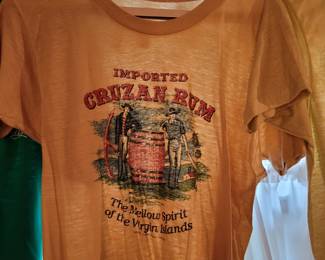 IMPORTED
CRUZAN RUM
The Mellow Spirit
of the Virgin Islands